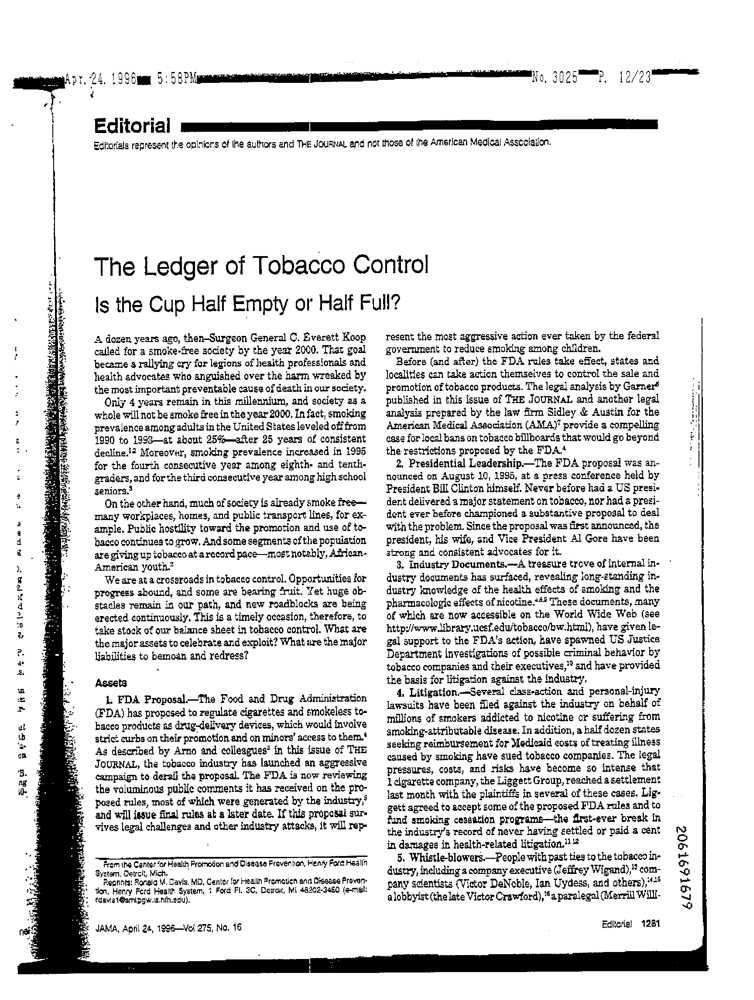 Apr. 24. 1996 5:58PM No. 3025 P. 12/23
Editorial
Editorials represent the opinions of the authors and THE JOURNAL and not those of the American Medical Association.
The Ledger of Tobacco Control
Is the Cup Half Empty or Half Full?
A dozen years ago, then–Surgeon General C. Everett Koop
called for a smoke-free society by the year 2000. That goal
became a rallying cry for legions of health professionals and
health advocates who anguished over the harm wreaked by
the most important preventable cause of death in our society.
Only 4 years remain in this millennium, and society as a
whole will not be smoke free in the year 2000. In fact, smoking
prevalence among adults in the United States leveled off from
1990 to 1993—at about 25%—after 25 years of consistent
decline.1,2 Moreover, smoking prevalence increased in 1995
for the fourth consecutive year among eighth- and tenth-
graders, and for the third consecutive year among high school
seniors.3
On the other hand, much of society is already smoke free—
many workplaces, homes, and public transport lines, for ex-
ample. Public hostility toward the promotion and use of to-
bacco continues to grow. And some segments of the population
are giving up tobacco at a record pace—most notably, African-
American youth.2
We are at a crossroads in tobacco control. Opportunities for
progress abound, and some are bearing fruit. Yet huge ob-
stacles remain in our path, and new roadblocks are being
erected continuously. This is a timely occasion, therefore, to
take stock of our balance sheet in tobacco control. What are
the major assets to celebrate and exploit? What are the major
liabilities to bemoan and redress?
Assets
1. FDA Proposal.—The Food and Drug Administration
(FDA) has proposed to regulate cigarettes and smokeless to-
bacco products as drug-delivery devices, which would involve
strict curbs on their promotion and on minors' access to them.4
As described by Arno and colleagues5 in this issue of THE
JOURNAL, the tobacco industry has launched an aggressive
campaign to derail the proposal. The FDA is now reviewing
the voluminous public comments it has received on the pro-
posed rules, most of which were generated by the industry,5
and will issue final rules at a later date. If this proposal sur-
vives legal challenges and other industry attacks, it will rep-
From the Center for Health Promotion and Disease Prevention, Henry Ford Health
System, Detroit, Mich.
Reprints: Ronald M. Davis, MD, Center for Health Promotion and Disease Preven-
tion, Henry Ford Health System, 1 Ford Pl, 3C, Detroit, MI 48202-3450 (e-mail:
rdavis1@smtpgw.is.hfh.edu).
resent the most aggressive action ever taken by the federal
government to reduce smoking among children.
Before (and after) the FDA rules take effect, states and
localities can take action themselves to control the sale and
promotion of tobacco products. The legal analysis by Garner6
published in this issue of THE JOURNAL and another legal
analysis prepared by the law firm Sidley & Austin for the
American Medical Association (AMA)7 provide a compelling
case for local bans on tobacco billboards that would go beyond
the restrictions proposed by the FDA.4
2. Presidential Leadership.—The FDA proposal was an-
nounced on August 10, 1995, at a press conference held by
President Bill Clinton himself. Never before had a US presi-
dent delivered a major statement on tobacco, nor had a presi-
dent ever before championed a substantive proposal to deal
with the problem. Since the proposal was first announced, the
president, his wife, and Vice President Al Gore have been
strong and consistent advocates for it.
3. Industry Documents.—A treasure trove of internal in-
dustry documents has surfaced, revealing long-standing in-
dustry knowledge of the health effects of smoking and the
pharmacologic effects of nicotine.4,8,9 These documents, many
of which are now accessible on the World Wide Web (see
http://www.library.ucsf.edu/tobacco/bw.html), have given le-
gal support to the FDA's action, have spawned US Justice
Department investigations of possible criminal behavior by
tobacco companies and their executives,10 and have provided
the basis for litigation against the industry.
4. Litigation.—Several class-action and personal-injury
lawsuits have been filed against the industry on behalf of
millions of smokers addicted to nicotine or suffering from
smoking-attributable disease. In addition, a half dozen states
seeking reimbursement for Medicaid costs of treating illness
caused by smoking have sued tobacco companies. The legal
pressures, costs, and risks have become so intense that
1 cigarette company, the Liggett Group, reached a settlement
last month with the plaintiffs in several of these cases. Lig-
gett agreed to accept some of the proposed FDA rules and to
fund smoking cessation programs—the first-ever break in
the industry's record of never having settled or paid a cent
in damages in health-related litigation.11,12
5. Whistle-blowers.—People with past ties to the tobacco in-
dustry, including a company executive (Jeffrey Wigand),13 com-
pany scientists (Victor DeNoble, Ian Uydess, and others),14,15
a lobbyist (the late Victor Crawford),16 a paralegal (Merrill Willi-
2061691679
JAMA, April 24, 1996—Vol 275, No. 16
Editorial 1281